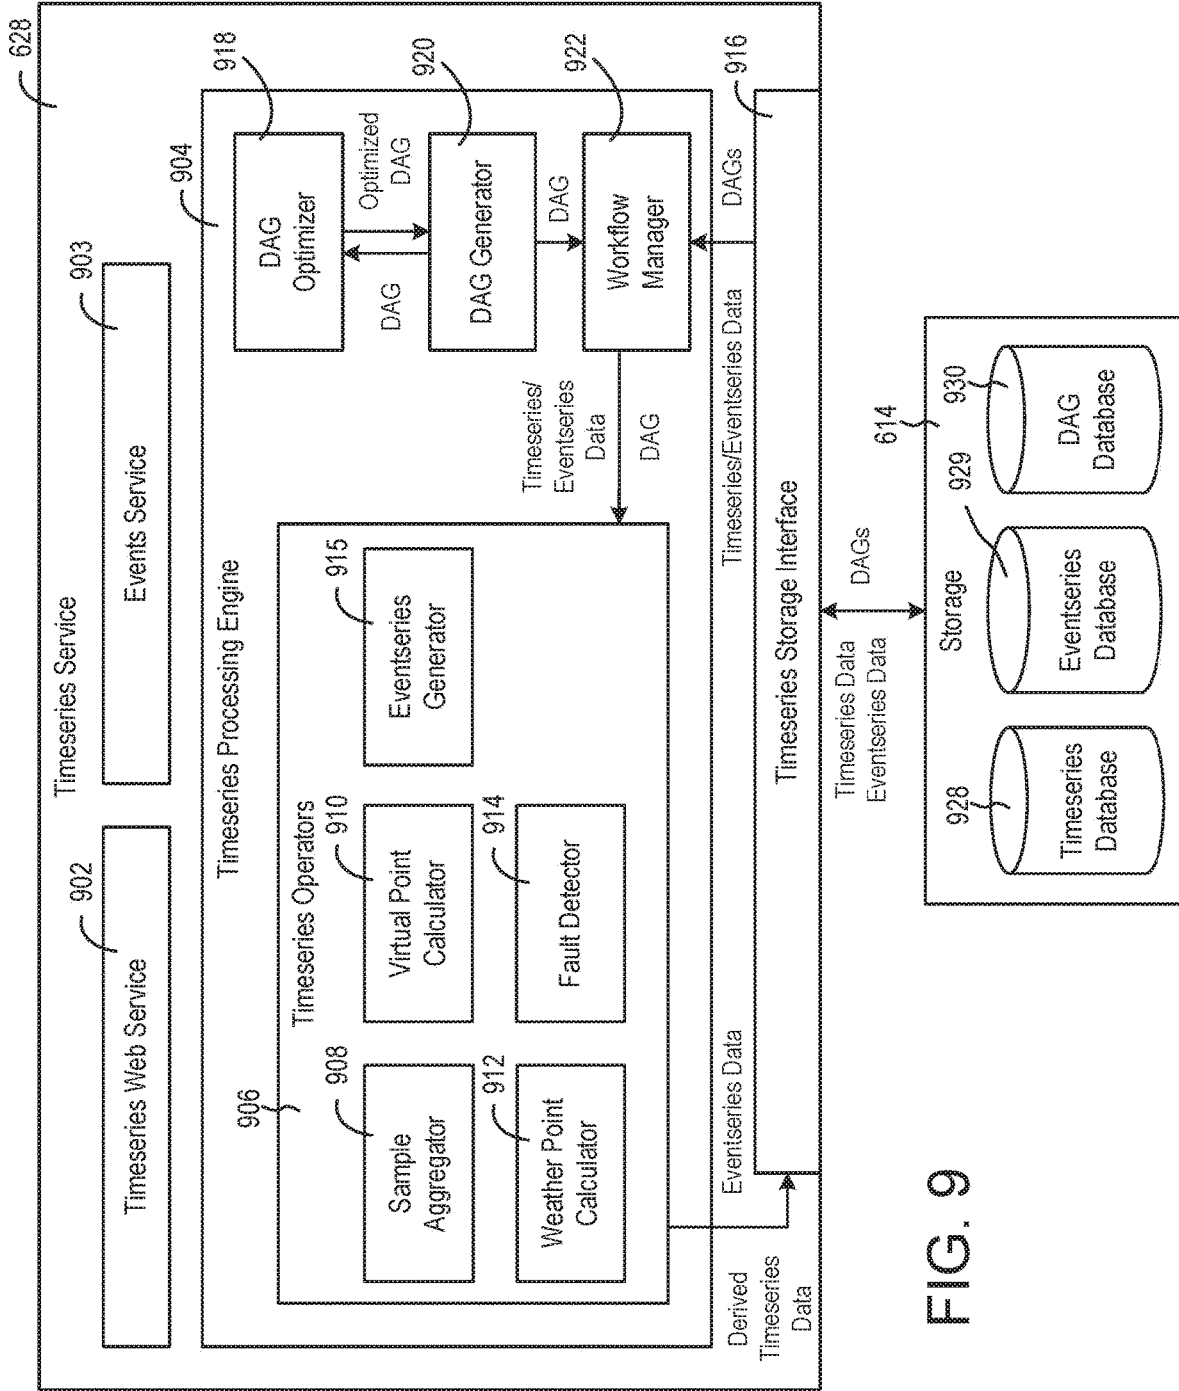 628
Timeseries Service
902
Timeseries Web Service
903
Events Service
904
Timeseries Processing Engine
906
Timeseries Operators
908
Sample
Aggregator
910
Virtual Point
Calculator
915
Eventseries
Generator
912
Weather Point
Calculator
914
Fault Detector
918
DAG
Optimizer
DAG
Optimized
DAG
920
DAG Generator
DAG
922
Workflow
Manager
Timeseries/
Eventseries
Data
DAG
Timeseries/Eventseries Data
DAGs
Derived
Timeseries
Data
Eventseries Data
916
Timeseries Storage Interface
Timeseries Data
Eventseries Data
DAGs
614
Storage
928
Timeseries
Database
929
Eventseries
Database
930
DAG
Database
FIG. 9